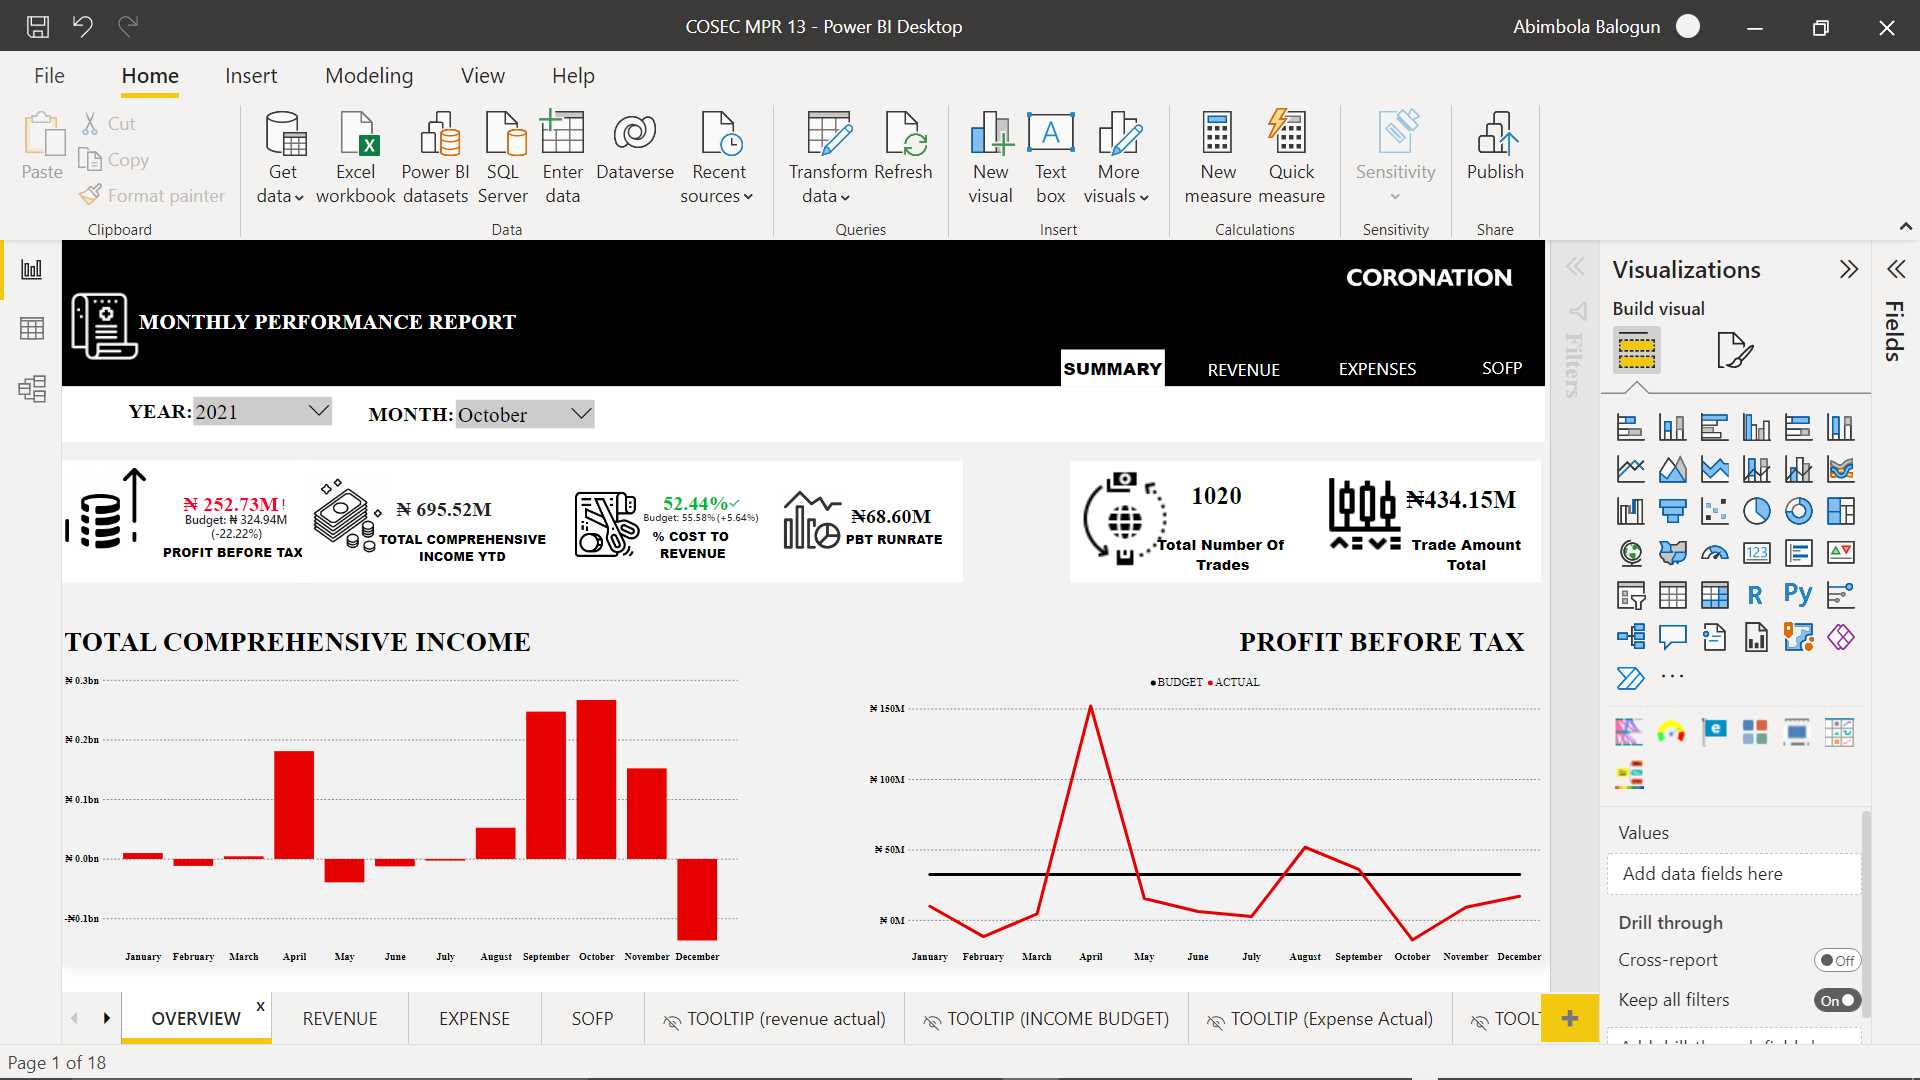 COSEC MPR 13 - Power BI Desktop
Abimbola Balogun
File
Home
Insert
Modeling
View
Help
Paste
Cut
Copy
Format painter
Clipboard
Get data
Excel workbook
Power BI datasets
SQL Server
Enter data
Dataverse
Recent sources
Data
Transform data
Refresh
Queries
New visual
Text box
More visuals
Insert
New measure
Quick measure
Calculations
Sensitivity
Sensitivity
Publish
Share
CORONATION
MONTHLY PERFORMANCE REPORT
SUMMARY
REVENUE
EXPENSES
SOFP
YEAR: 2021
MONTH: October
₦ 252.73M !
Budget: ₦ 324.94M
(-22.22%)
PROFIT BEFORE TAX
₦ 695.52M
TOTAL COMPREHENSIVE
INCOME YTD
52.44%✓
Budget: 55.58% (+5.64%)
% COST TO
REVENUE
₦68.60M
PBT RUNRATE
1020
Total Number Of
Trades
₦434.15M
Trade Amount
Total
TOTAL COMPREHENSIVE INCOME
₦ 0.3bn
₦ 0.2bn
₦ 0.1bn
₦ 0.0bn
-₦0.1bn
January February March April May June July August September October November December
PROFIT BEFORE TAX
BUDGET ACTUAL
₦ 150M
₦ 100M
₦ 50M
₦ 0M
January February March April May June July August September October November December
Filters
Visualizations
Build visual
123
R
Py
...
Values
Add data fields here
Drill through
Cross-report
Off
Keep all filters
On
Fields
OVERVIEW x
REVENUE
EXPENSE
SOFP
TOOLTIP (revenue actual)
TOOLTIP (INCOME BUDGET)
TOOLTIP (Expense Actual)
Page 1 of 18